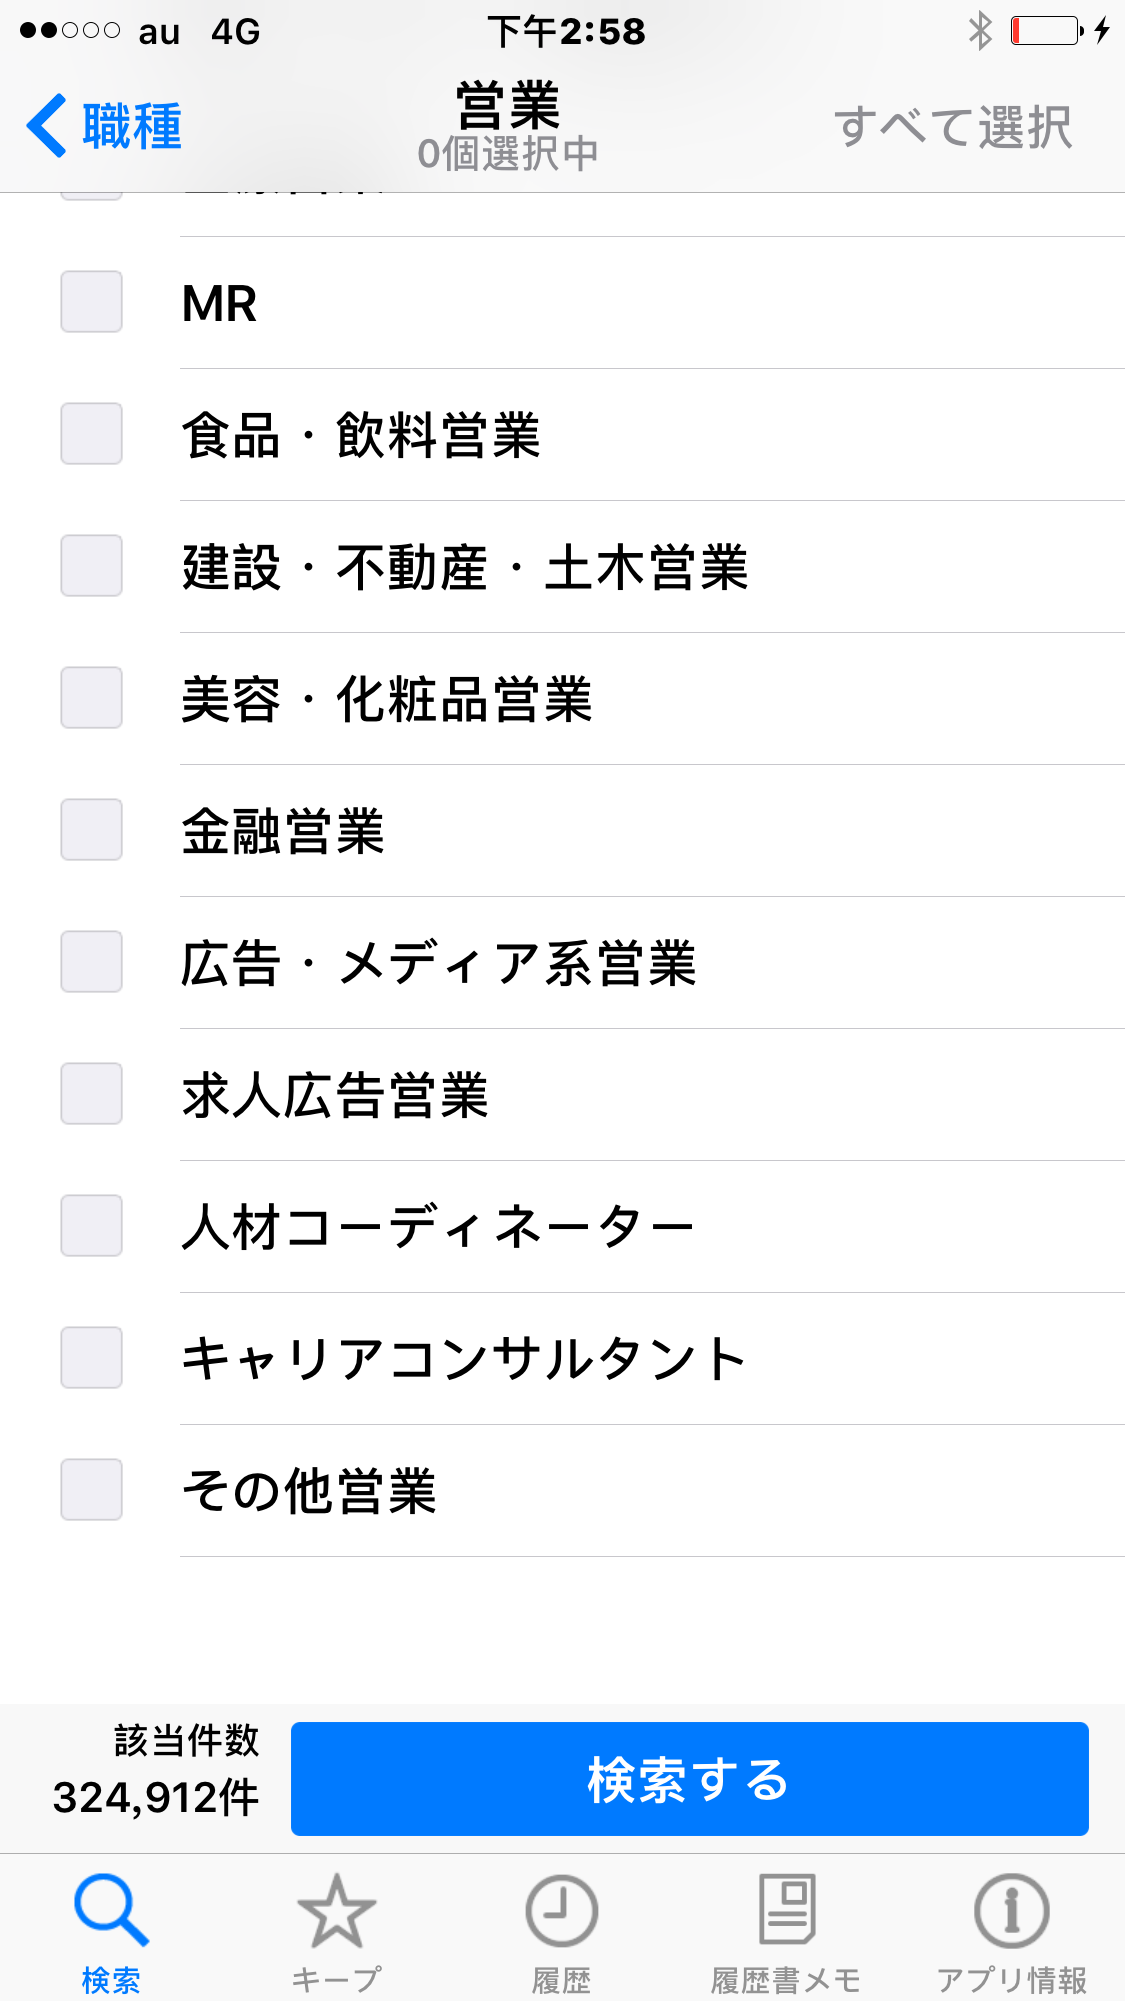 au 4G 下午2:58
職種 営業 すべて選択
0個選択中
MR
食品・飲料営業
建設・不動産・土木営業
美容・化粧品営業
金融営業
広告・メディア系営業
求人広告営業
人材コーディネーター
キャリアコンサルタント
その他営業
該当件数
324,912件
検索する
検索 キープ 履歴 履歴書メモ アプリ情報